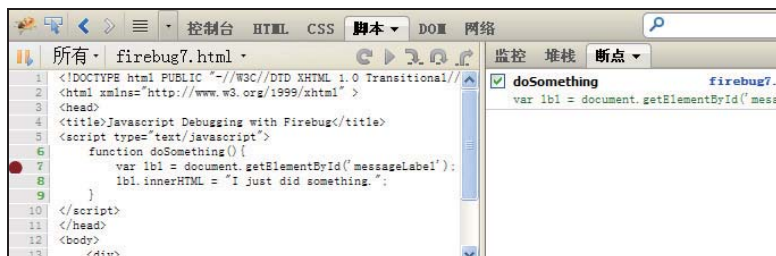 控制台 HTML CSS 脚本 DOM 网络
所有 firebug7.html
监控 堆栈 断点
1 <!DOCTYPE html PUBLIC "-//W3C//DTD XHTML 1.0 Transitional//
2 <html xmlns="http://www.w3.org/1999/xhtml" >
3 <head>
4 <title>Javascript Debugging with Firebug</title>
5 <script type="text/javascript">
6 function doSomething(){
7 var lbl = document.getElementById('messageLabel');
8 lbl.innerHTML = "I just did something.";
9 }
10 </script>
11 </head>
12 <body>
13 <div>
doSomething firebug7.
var lbl = document.getElementById('mess